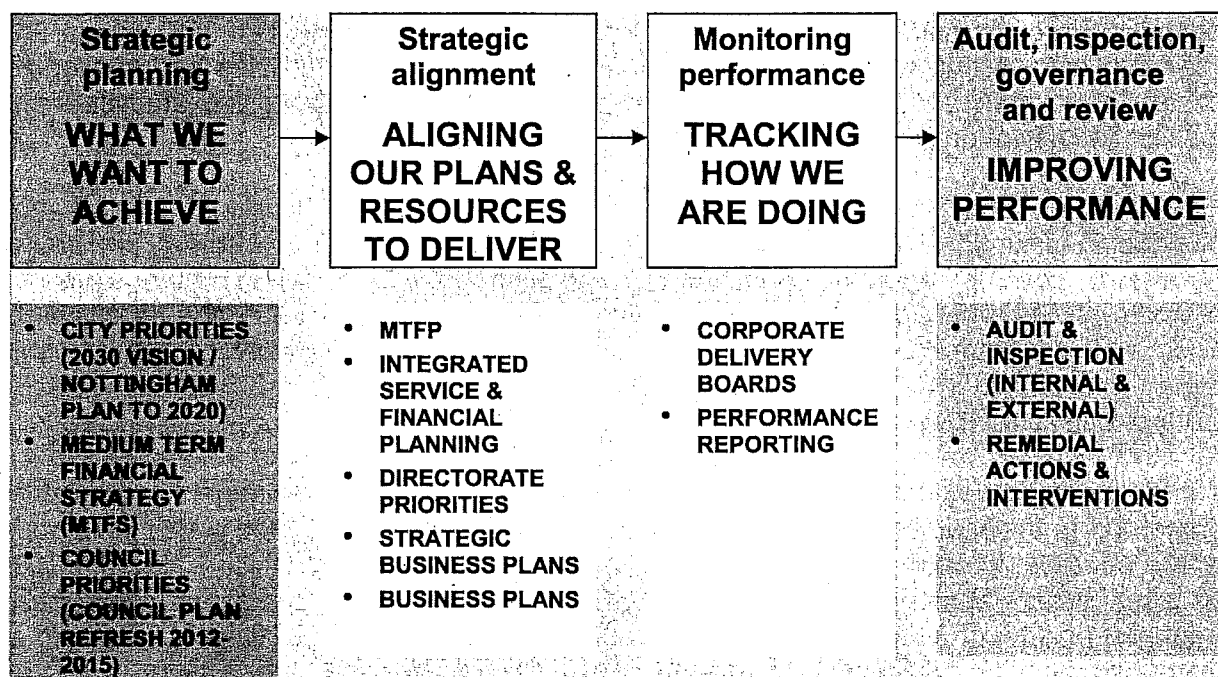 Strategic
planning
WHAT WE
WANT TO
ACHIEVE
Strategic
alignment
ALIGNING
OUR PLANS &
RESOURCES
TO DELIVER
Monitoring
performance
TRACKING
HOW WE
ARE DOING
Audit, inspection,
governance
and review
IMPROVING
PERFORMANCE
• CITY PRIORITIES
(2030 VISION /
NOTTINGHAM
PLAN TO 2020)
• MEDIUM TERM
FINANCIAL
STRATEGY
(MTFS)
• COUNCIL
PRIORITIES
(COUNCIL PLAN
REFRESH 2012-
2015)
• MTFP
• INTEGRATED
SERVICE &
FINANCIAL
PLANNING
• DIRECTORATE
PRIORITIES
• STRATEGIC
BUSINESS PLANS
• BUSINESS PLANS
• CORPORATE
DELIVERY
BOARDS
• PERFORMANCE
REPORTING
• AUDIT &
INSPECTION
(INTERNAL &
EXTERNAL)
• REMEDIAL
ACTIONS &
INTERVENTIONS